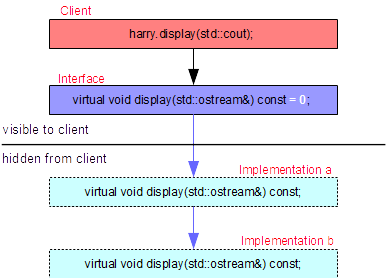 Client
harry.display(std::cout);
Interface
virtual void display(std::ostream&) const = 0;
visible to client
hidden from client
Implementation a
virtual void display(std::ostream&) const;
Implementation b
virtual void display(std::ostream&) const;